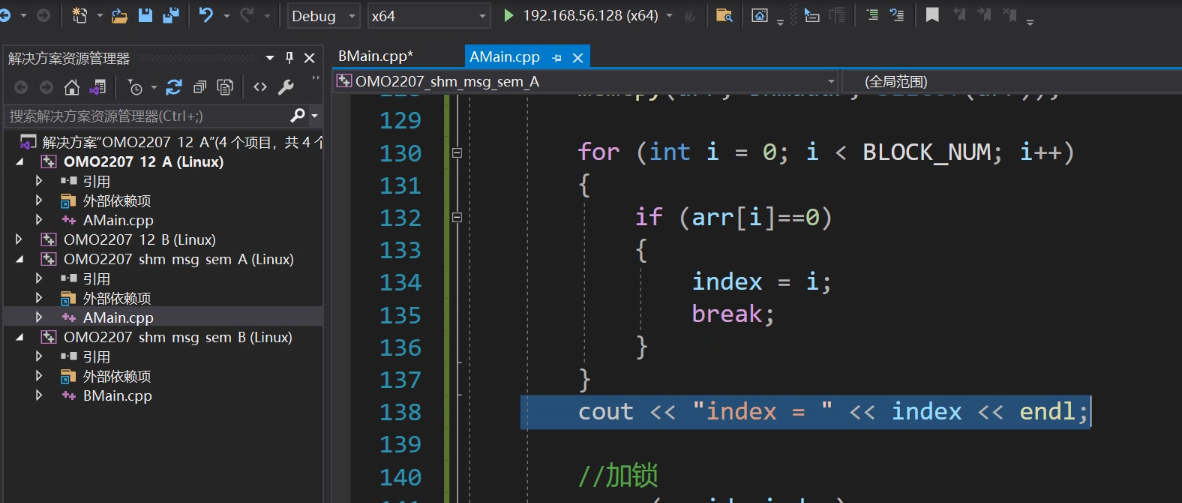 Debug
x64
192.168.56.128 (x64)
解决方案资源管理器
搜索解决方案资源管理器(Ctrl+;)
解决方案"OMO2207 12 A"(4 个项目，共 4 个
OMO2207 12 A (Linux)
引用
外部依赖项
AMain.cpp
OMO2207 12 B (Linux)
OMO2207 shm msg sem A (Linux)
引用
外部依赖项
AMain.cpp
OMO2207 shm msg sem B (Linux)
引用
外部依赖项
BMain.cpp
BMain.cpp*
AMain.cpp
OMO2207_shm_msg_sem_A
(全局范围)
129
130 for (int i = 0; i < BLOCK_NUM; i++)
131 {
132 if (arr[i]==0)
133 {
134 index = i;
135 break;
136 }
137 }
138 cout << "index = " << index << endl;
139
140 //加锁